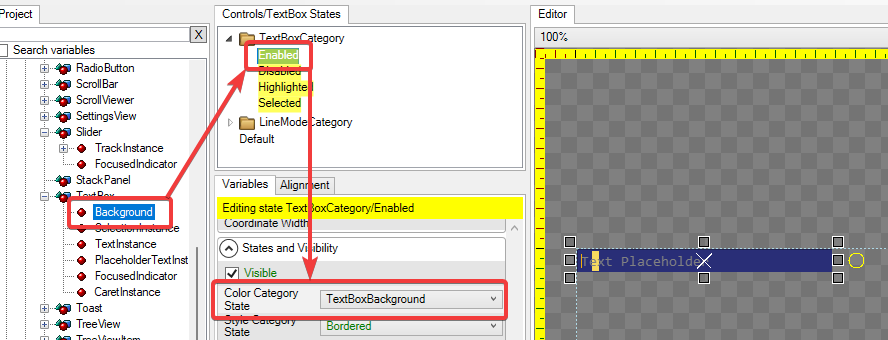 Project
X
Search variables
RadioButton
ScrollBar
ScrollViewer
SettingsView
Slider
TrackInstance
FocusedIndicator
StackPanel
TextBox
Background
SelectionInstance
TextInstance
PlaceholderTextInst
FocusedIndicator
CaretInstance
Toast
TreeView
TreeViewItem
Controls/TextBox States
TextBoxCategory
Enabled
Disabled
Highlighted
Selected
LineModeCategory
Default
Variables
Alignment
Editing state TextBoxCategory/Enabled
Coordinate Width
States and Visibility
Visible
Color Category
State
TextBoxBackground
Style Category
State
Bordered
Editor
100%
Text Placeholder